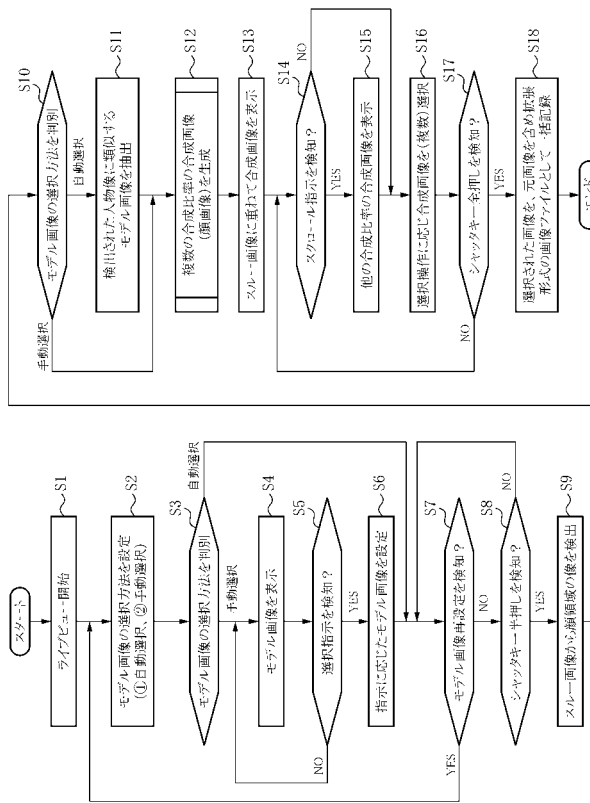 スタート
S1
ライブビュー開始
S2
モデル画像の選択方法を設定
(①自動選択、②手動選択)
S3
モデル画像の選択方法を判別
自動選択
手動選択
S4
モデル画像を表示
S5
選択指示を検知?
NO
YES
S6
指示に応じたモデル画像を設定
S7
モデル画像再設定を検知?
YES
NO
S8
シャッタキー半押しを検知?
NO
YES
S9
スルー画像から顔領域の像を検出
S10
モデル画像の選択方法を判別
手動選択
自動選択
S11
検出された人物像に類似する
モデル画像を抽出
S12
複数の合成比率の合成画像
(顔画像)を生成
S13
スルー画像に重ねて合成画像を表示
S14
スクロール指示を検知?
NO
YES
S15
他の合成比率の合成画像を表示
S16
選択操作に応じ合成画像を(複数)選択
S17
シャッタキー全押しを検知?
NO
YES
S18
選択された画像を、元画像を含め拡張
形式の画像ファイルとして一括記録
エンド